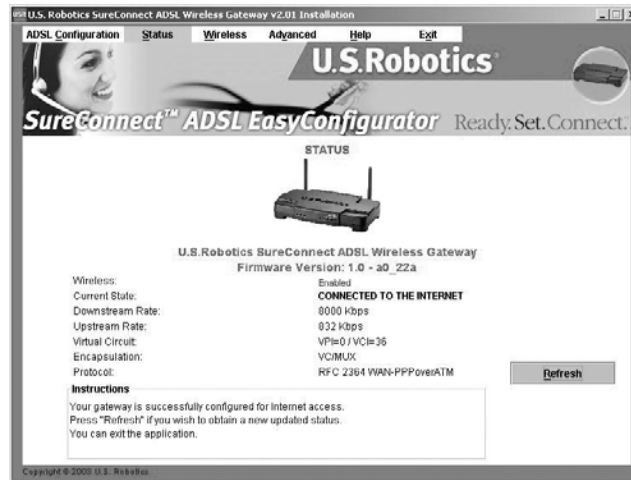 U.S. Robotics SureConnect ADSL Wireless Gateway v2.01 Installation
ADSL Configuration Status Wireless Advanced Help Exit
U.S.Robotics
SureConnect™ ADSL EasyConfigurator Ready. Set. Connect.
STATUS
U.S.Robotics SureConnect ADSL Wireless Gateway
Firmware Version: 1.0 - a0_22a
Wireless: Enabled
Current State: CONNECTED TO THE INTERNET
Downstream Rate: 8000 Kbps
Upstream Rate: 832 Kbps
Virtual Circuit: VPI=0 / VCI=36
Encapsulation: VC/MUX
Protocol: RFC 2364 WAN-PPPoverATM
Refresh
Instructions
Your gateway is successfully configured for Internet access.
Press "Refresh" if you wish to obtain a new updated status.
You can exit the application.
Copyright © 2003 U.S. Robotics